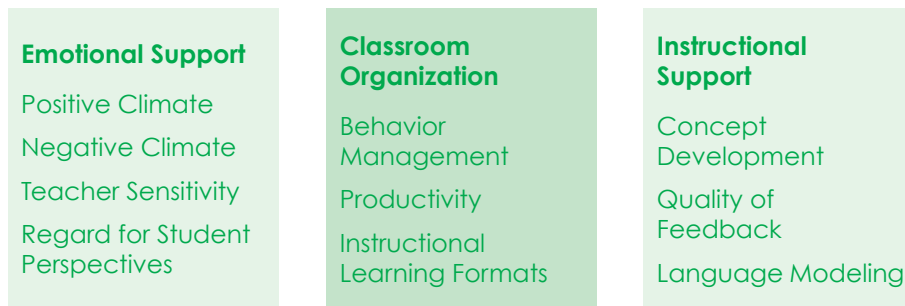 Emotional Support
Positive Climate
Negative Climate
Teacher Sensitivity
Regard for Student
Perspectives
Classroom
Organization
Behavior
Management
Productivity
Instructional
Learning Formats
Instructional
Support
Concept
Development
Quality of
Feedback
Language Modeling